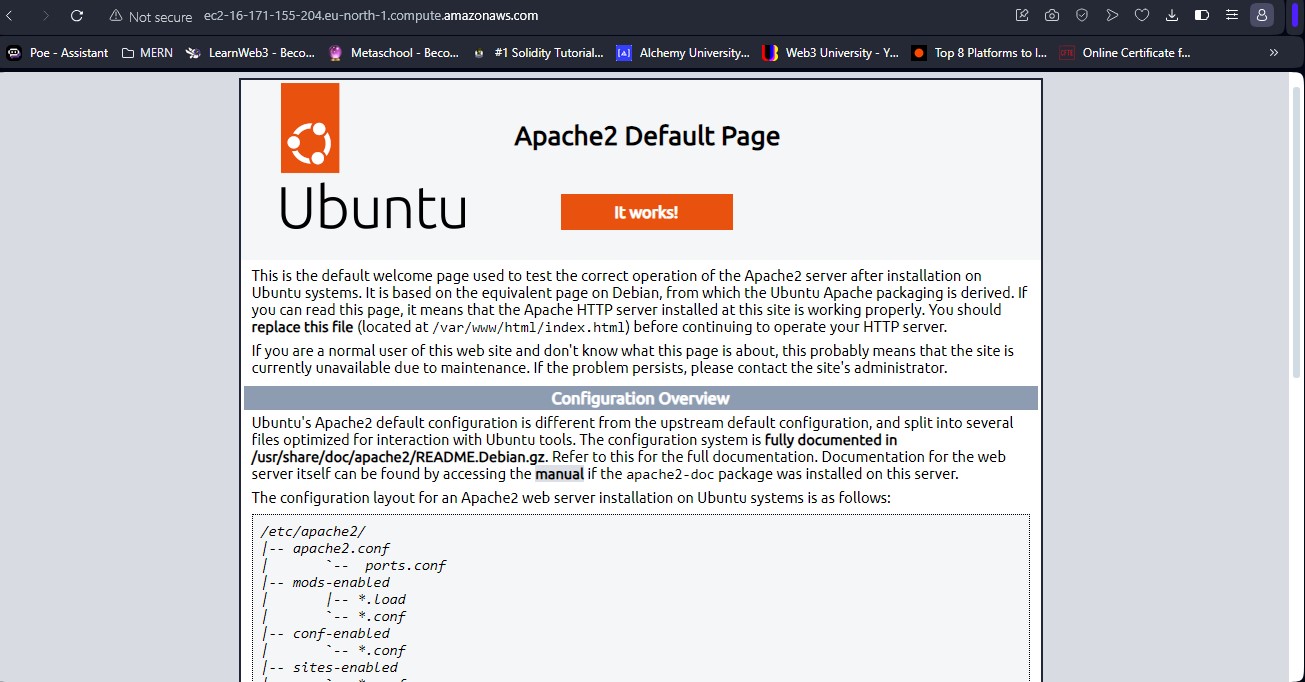 Not secure ec2-16-171-155-204.eu-north-1.compute.amazonaws.com
Poe - Assistant MERN LearnWeb3 - Beco... Metaschool - Beco... #1 Solidity Tutorial... Alchemy University... Web3 University - Y... Top 8 Platforms to l... Online Certificate f... »
Apache2 Default Page
Ubuntu
It works!
This is the default welcome page used to test the correct operation of the Apache2 server after installation on
Ubuntu systems. It is based on the equivalent page on Debian, from which the Ubuntu Apache packaging is derived. If
you can read this page, it means that the Apache HTTP server installed at this site is working properly. You should
replace this file (located at /var/www/html/index.html) before continuing to operate your HTTP server.
If you are a normal user of this web site and don't know what this page is about, this probably means that the site is
currently unavailable due to maintenance. If the problem persists, please contact the site's administrator.
Configuration Overview
Ubuntu's Apache2 default configuration is different from the upstream default configuration, and split into several
files optimized for interaction with Ubuntu tools. The configuration system is fully documented in
/usr/share/doc/apache2/README.Debian.gz. Refer to this for the full documentation. Documentation for the web
server itself can be found by accessing the manual if the apache2-doc package was installed on this server.
The configuration layout for an Apache2 web server installation on Ubuntu systems is as follows:
/etc/apache2/
|-- apache2.conf
|       `--  ports.conf
|-- mods-enabled
|       |-- *.load
|       `-- *.conf
|-- conf-enabled
|       `-- *.conf
|-- sites-enabled